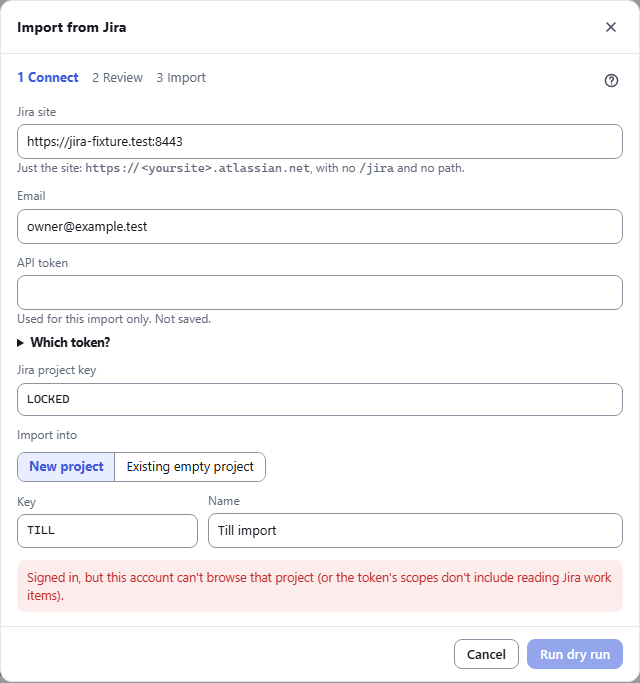 Import from Jira
1 Connect 2 Review 3 Import
Jira site
https://jira-fixture.test:8443
Just the site: https://<yoursite>.atlassian.net, with no /jira and no path.
Email
owner@example.test
API token
Used for this import only. Not saved.
Which token?
Jira project key
LOCKED
Import into
New project Existing empty project
Key Name
TILL Till import
Signed in, but this account can't browse that project (or the token's scopes don't include reading Jira work
items).
Cancel Run dry run